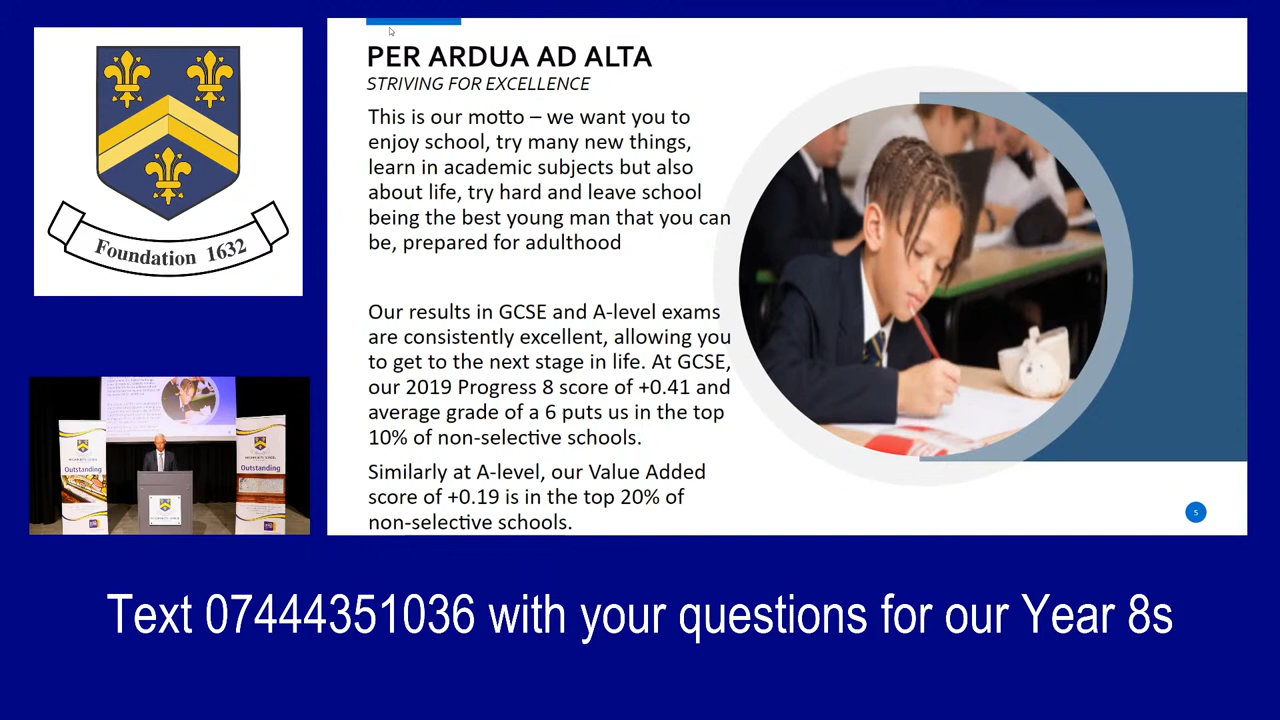 Foundation 1632
PER ARDUA AD ALTA
STRIVING FOR EXCELLENCE
This is our motto – we want you to
enjoy school, try many new things,
learn in academic subjects but also
about life, try hard and leave school
being the best young man that you can
be, prepared for adulthood
Our results in GCSE and A-level exams
are consistently excellent, allowing you
to get to the next stage in life. At GCSE,
our 2019 Progress 8 score of +0.41 and
average grade of a 6 puts us in the top
10% of non-selective schools.
Similarly at A-level, our Value Added
score of +0.19 is in the top 20% of
non-selective schools.
5
Outstanding
Outstanding
Text 07444351036 with your questions for our Year 8s